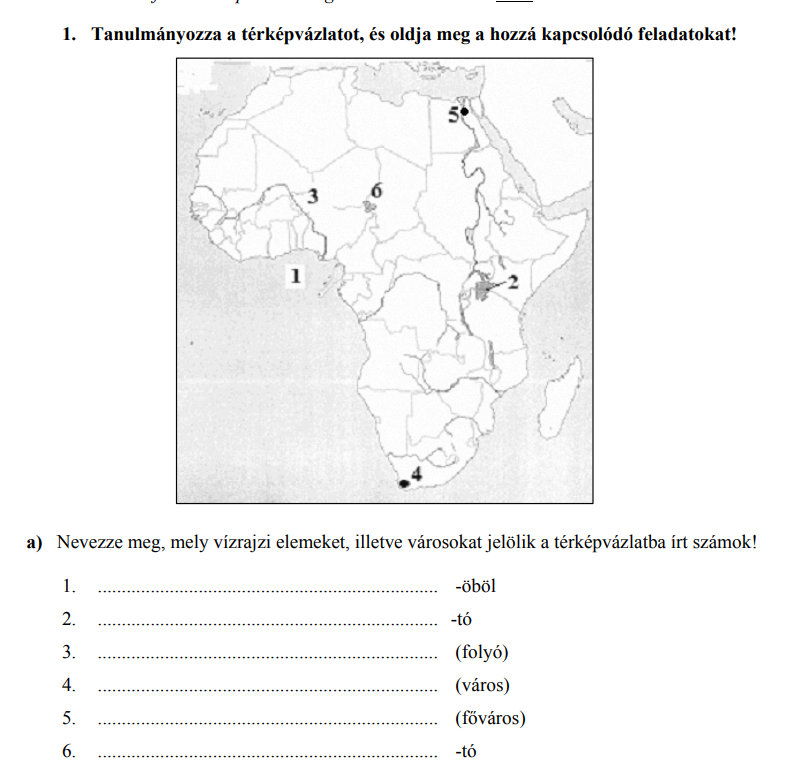 1. Tanulmányozza a térképvázlatot, és oldja meg a hozzá kapcsolódó feladatokat!
5
3
6
1
2
4
a) Nevezze meg, mely vízrajzi elemeket, illetve városokat jelölik a térképvázlatba írt számok!
1. ........................................................................ -öböl
2. ........................................................................ -tó
3. ........................................................................ (folyó)
4. ........................................................................ (város)
5. ........................................................................ (főváros)
6. ........................................................................ -tó